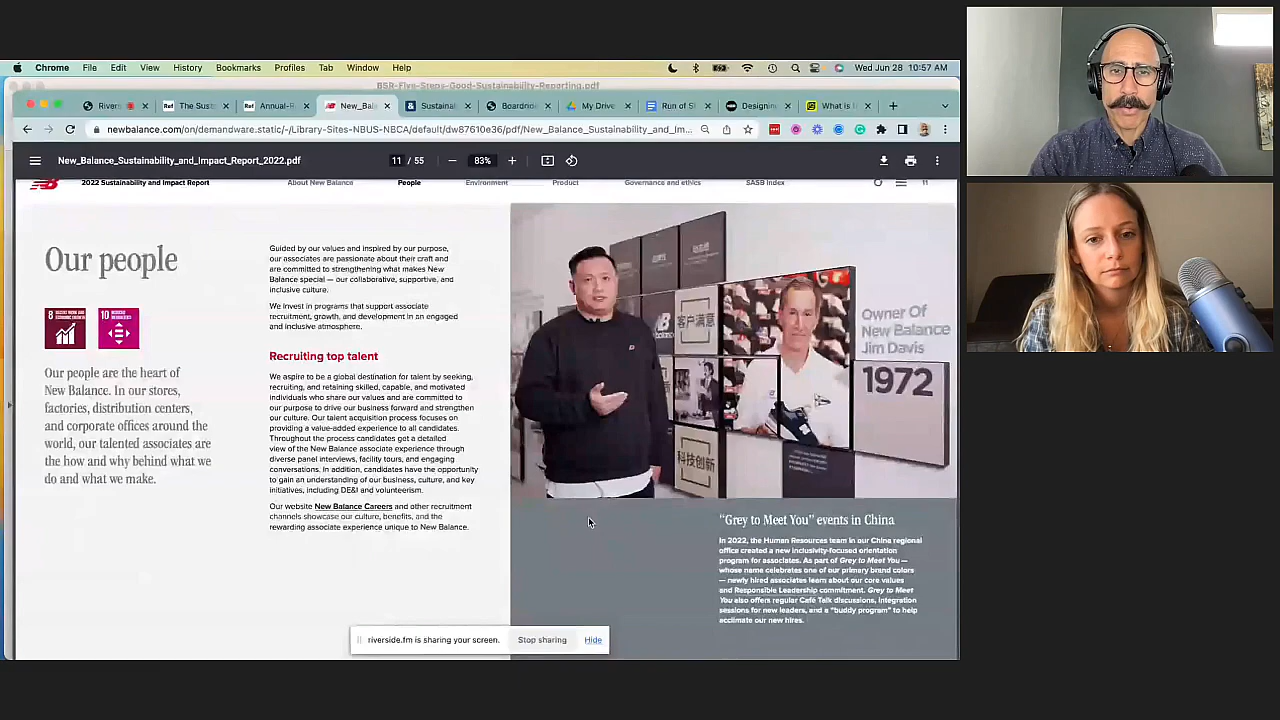 Chrome File Edit View History Bookmarks Profiles Tab Window Help Wed Jun 28 10:57 AM
BSR-Five-Steps-Good-Sustainability-Reporting.pdf
Rivers The Sust Annual-R New_Bala Sustainab Boardroo My Drive Run of S Designin What is
newbalance.com/on/demandware.static/-/Library-Sites-NBUS-NBCA/default/dw87610e36/pdf/New_Balance_Sustainability_and_Im...
New_Balance_Sustainability_and_Impact_Report_2022.pdf 11 / 55 83%
2022 Sustainability and Impact Report About New Balance People Environment Product Governance and ethics SASB Index 11
Our people
8 10
Our people are the heart of
New Balance. In our stores,
factories, distribution centers,
and corporate offices around the
world, our talented associates are
the how and why behind what we
do and what we make.
Guided by our values and inspired by our purpose,
our associates are passionate about their craft and
are committed to strengthening what makes New
Balance special — our collaborative, supportive, and
inclusive culture.
We invest in programs that support associate
recruitment, growth, and development in an engaged
and inclusive atmosphere.
Recruiting top talent
We aspire to be a global destination for talent by seeking,
recruiting, and retaining skilled, capable, and motivated
individuals who share our values and are committed to
our purpose to drive our business forward and strengthen
our culture. Our talent acquisition process focuses on
providing a value-added experience to all candidates.
Throughout the process candidates get a detailed
view of the New Balance associate experience through
diverse panel interviews, facility tours, and engaging
conversations. In addition, candidates have the opportunity
to gain an understanding of our business, culture, and key
initiatives, including DE&I and volunteerism.
Our website New Balance Careers and other recruitment
channels showcase our culture, benefits, and the
rewarding associate experience unique to New Balance.
客户满意
科技创新
Owner Of
New Balance
Jim Davis
1972
“Grey to Meet You” events in China
In 2022, the Human Resources team in our China regional
office created a new inclusivity-focused orientation
program for associates. As part of Grey to Meet You —
whose name celebrates one of our primary brand colors
— newly hired associates learn about our core values
and Responsible Leadership commitment. Grey to Meet
You also offers regular Café Talk discussions, integration
sessions for new leaders, and a “buddy program” to help
acclimate our new hires.
riverside.fm is sharing your screen. Stop sharing Hide